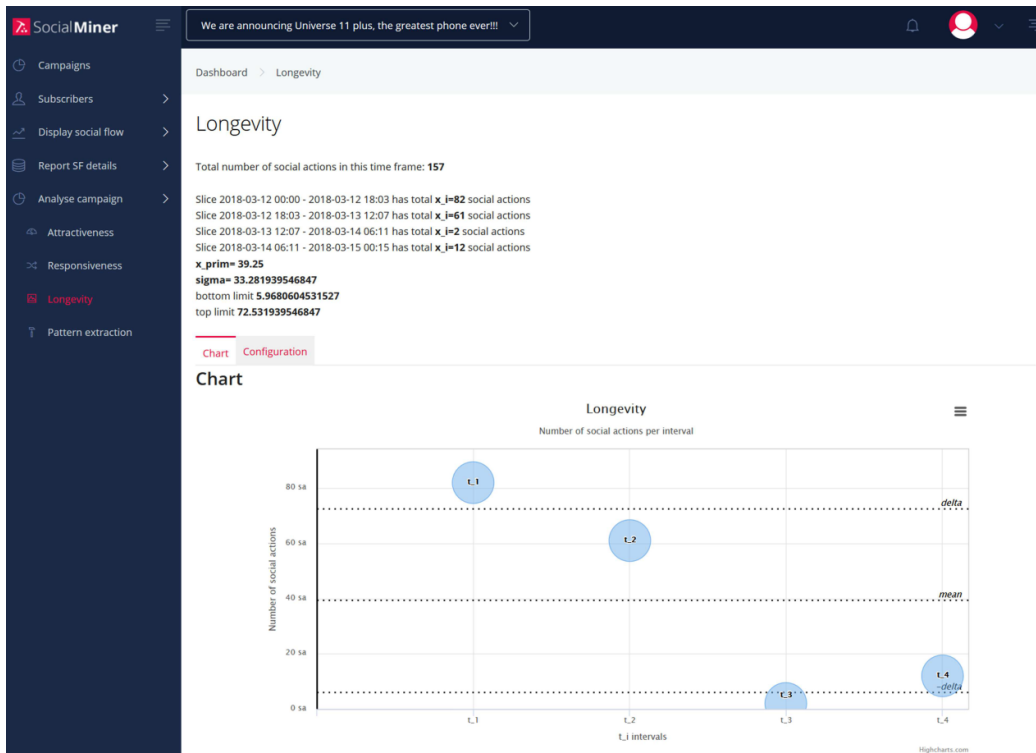 SocialMiner
We are announcing Universe 11 plus, the greatest phone ever!!!
Campaigns
Subscribers
Display social flow
Report SF details
Analyse campaign
Attractiveness
Responsiveness
Longevity
Pattern extraction
Dashboard > Longevity
Longevity
Total number of social actions in this time frame: 157
Slice 2018-03-12 00:00 - 2018-03-12 18:03 has total x_i=82 social actions
Slice 2018-03-12 18:03 - 2018-03-13 12:07 has total x_i=61 social actions
Slice 2018-03-13 12:07 - 2018-03-14 06:11 has total x_i=2 social actions
Slice 2018-03-14 06:11 - 2018-03-15 00:15 has total x_i=12 social actions
x_prim= 39.25
sigma= 33.281939546847
bottom limit 5.9680604531527
top limit 72.531939546847
Chart Configuration
Chart
Longevity
Number of social actions per interval
Number of social actions
80 sa
60 sa
40 sa
20 sa
0 sa
t_1
delta
t_2
mean
t_4
-delta
t_3
t_1 t_2 t_3 t_4
t_i intervals
Highcharts.com